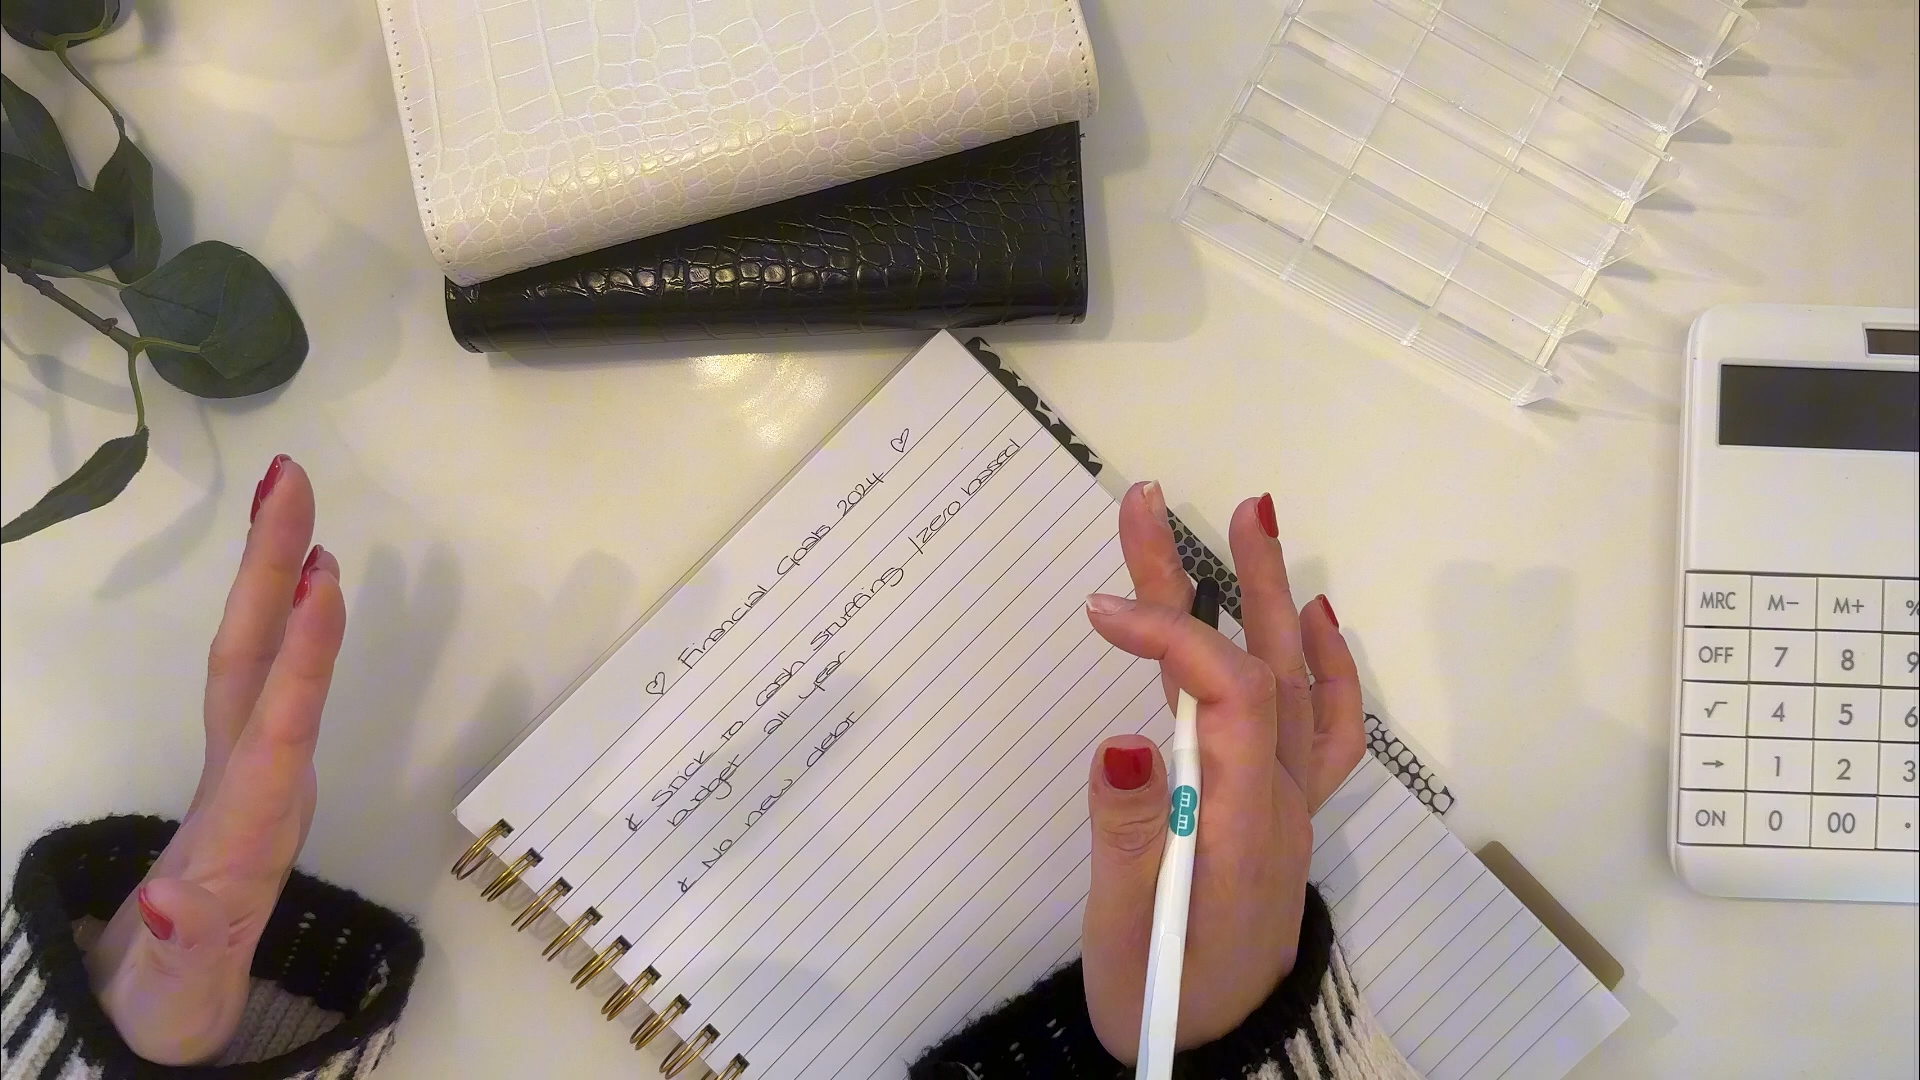 ♡ Financial Goals 2024 ♡
* Stick to cash stuffing / zero based
budget all year
* No new debt
EE
MRC M− M+ %
OFF 7 8 9
√ 4 5 6
→ 1 2 3
ON 0 00 .